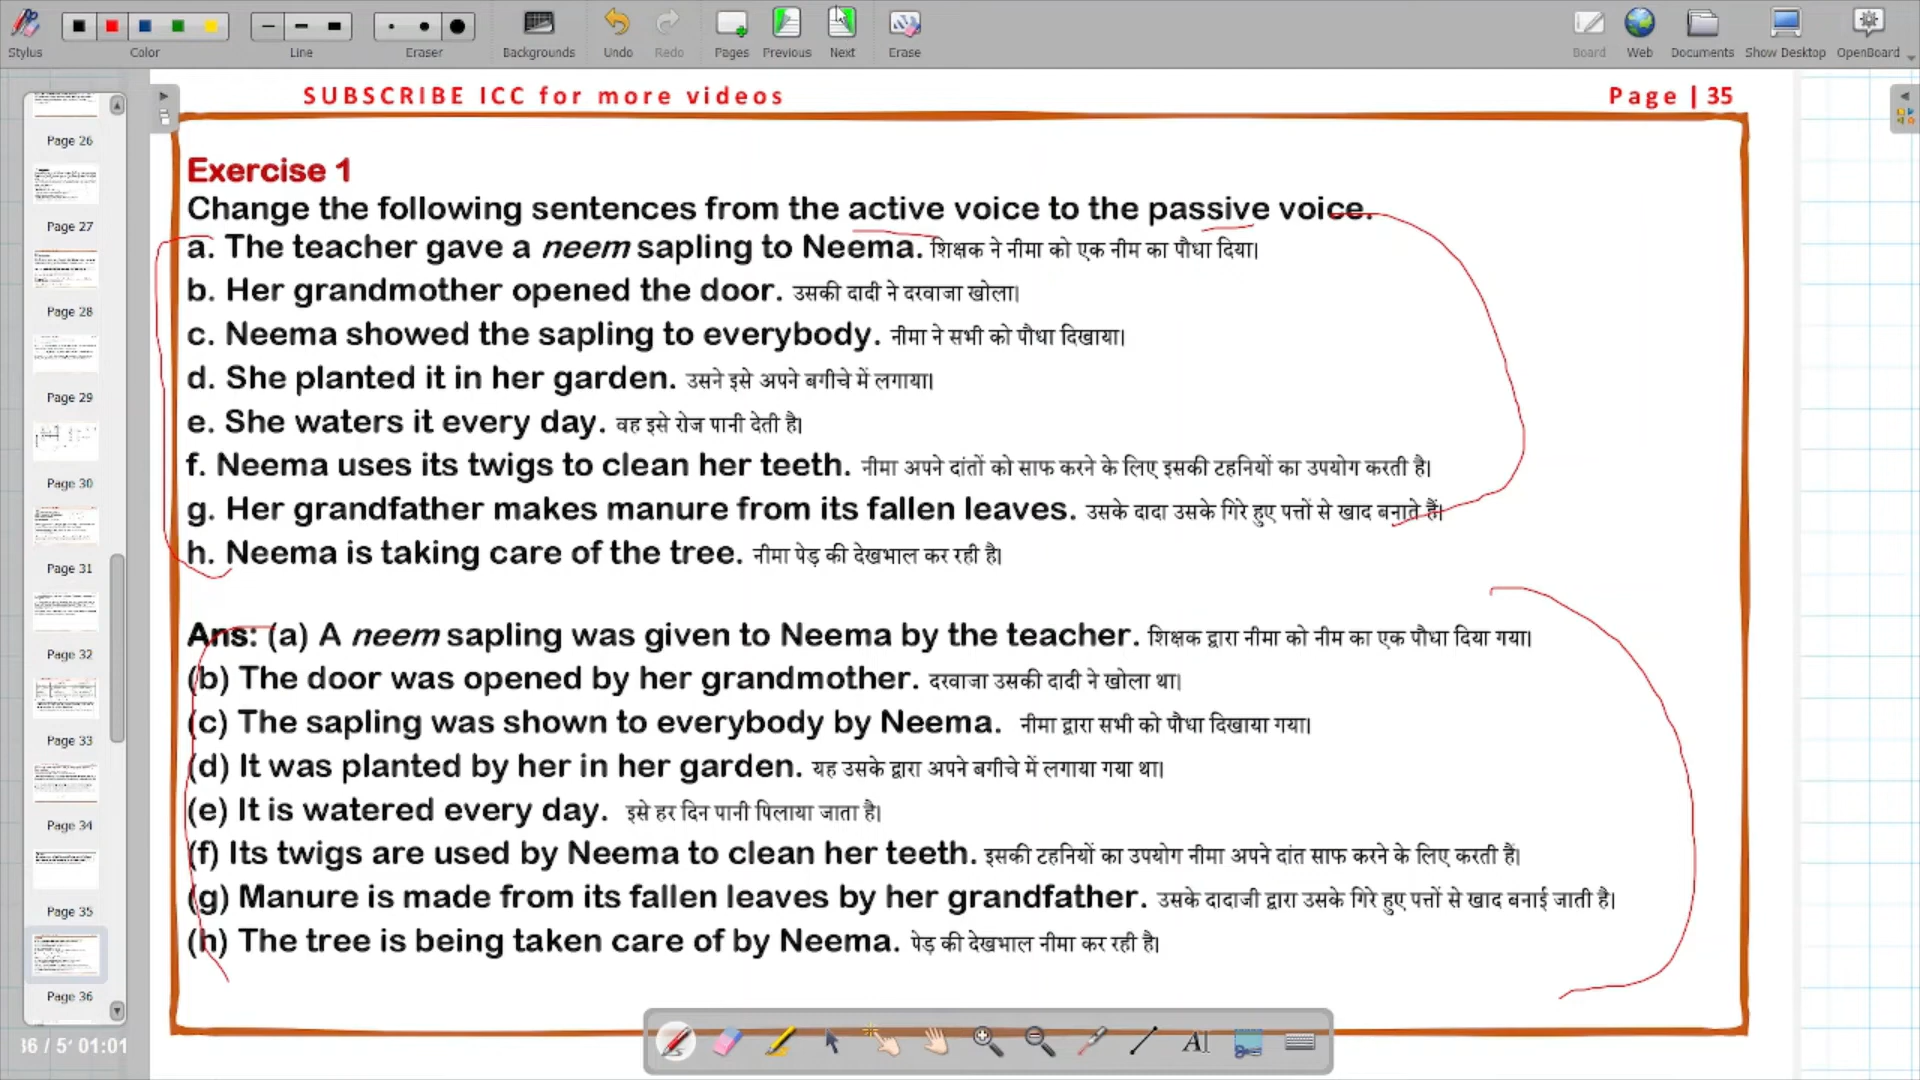 Stylus Color Line Eraser Backgrounds Undo Redo Pages Previous Next Erase Board Web Documents Show Desktop OpenBoard
SUBSCRIBE ICC for more videos Page | 35
Exercise 1
Change the following sentences from the active voice to the passive voice.
a. The teacher gave a neem sapling to Neema. शिक्षक ने नीमा को एक नीम का पौधा दिया।
b. Her grandmother opened the door. उसकी दादी ने दरवाजा खोला।
c. Neema showed the sapling to everybody. नीमा ने सभी को पौधा दिखाया।
d. She planted it in her garden. उसने इसे अपने बगीचे में लगाया।
e. She waters it every day. वह इसे रोज पानी देती है।
f. Neema uses its twigs to clean her teeth. नीमा अपने दांतों को साफ करने के लिए इसकी टहनियों का उपयोग करती है।
g. Her grandfather makes manure from its fallen leaves. उसके दादा उसके गिरे हुए पत्तों से खाद बनाते हैं।
h. Neema is taking care of the tree. नीमा पेड़ की देखभाल कर रही है।
Ans: (a) A neem sapling was given to Neema by the teacher. शिक्षक द्वारा नीमा को नीम का एक पौधा दिया गया।
(b) The door was opened by her grandmother. दरवाजा उसकी दादी ने खोला था।
(c) The sapling was shown to everybody by Neema. नीमा द्वारा सभी को पौधा दिखाया गया।
(d) It was planted by her in her garden. यह उसके द्वारा अपने बगीचे में लगाया गया था।
(e) It is watered every day. इसे हर दिन पानी पिलाया जाता है।
(f) Its twigs are used by Neema to clean her teeth. इसकी टहनियों का उपयोग नीमा अपने दांत साफ करने के लिए करती हैं।
(g) Manure is made from its fallen leaves by her grandfather. उसके दादाजी द्वारा उसके गिरे हुए पत्तों से खाद बनाई जाती है।
(h) The tree is being taken care of by Neema. पेड़ की देखभाल नीमा कर रही है।
Page 26
Page 27
Page 28
Page 29
Page 30
Page 31
Page 32
Page 33
Page 34
Page 35
Page 36
01:01